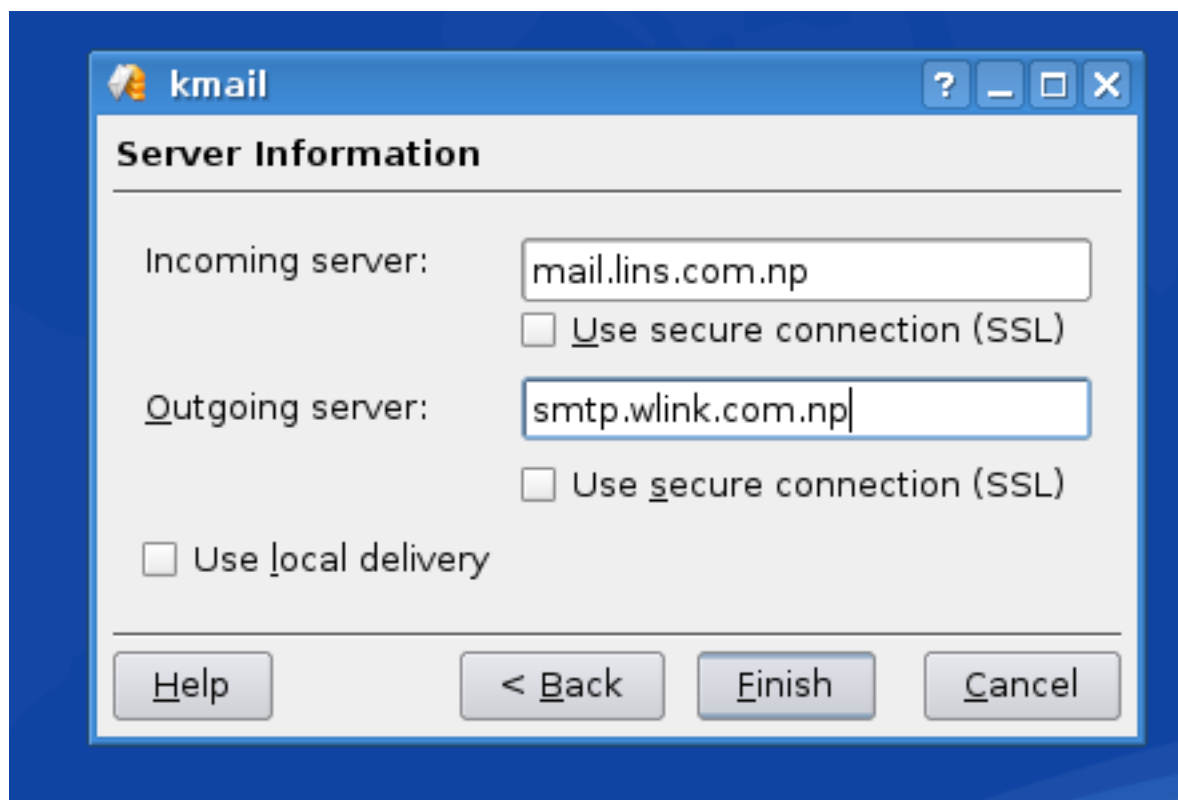 kmail
Server Information
Incoming server: mail.lins.com.np
Use secure connection (SSL)
Outgoing server: smtp.wlink.com.np
Use secure connection (SSL)
Use local delivery
Help < Back Finish Cancel